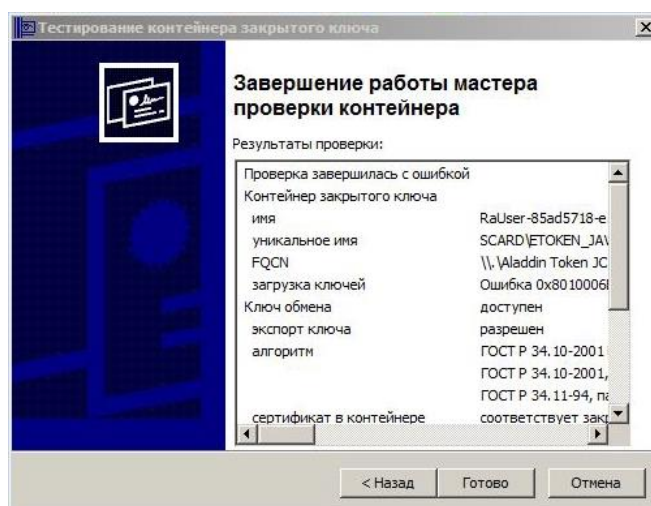 Тестирование контейнера закрытого ключа
Завершение работы мастера
проверки контейнера
Результаты проверки:
Проверка завершилась с ошибкой
Контейнер закрытого ключа
имя RaUser-85ad5718-e
уникальное имя SCARD\ETOKEN_JAV
FQCN \\.\Aladdin Token JC
загрузка ключей Ошибка 0x8010006
Ключ обмена доступен
экспорт ключа разрешен
алгоритм ГОСТ Р 34.10-2001
ГОСТ Р 34.10-2001,
ГОСТ Р 34.11-94, па
сертификат в контейнере соответствует закр
< Назад Готово Отмена